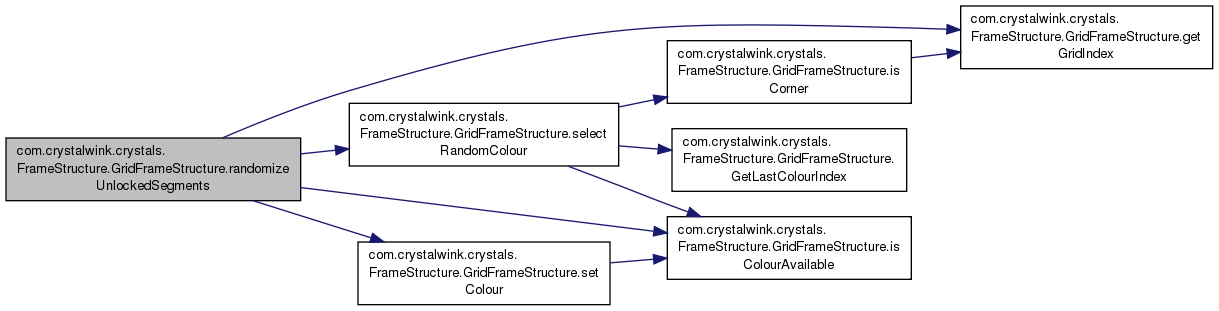 com.crystalwink.crystals.
FrameStructure.GridFrameStructure.randomize
UnlockedSegments
com.crystalwink.crystals.
FrameStructure.GridFrameStructure.select
RandomColour
com.crystalwink.crystals.
FrameStructure.GridFrameStructure.set
Colour
com.crystalwink.crystals.
FrameStructure.GridFrameStructure.is
Corner
com.crystalwink.crystals.
FrameStructure.GridFrameStructure.
GetLastColourIndex
com.crystalwink.crystals.
FrameStructure.GridFrameStructure.is
ColourAvailable
com.crystalwink.crystals.
FrameStructure.GridFrameStructure.get
GridIndex